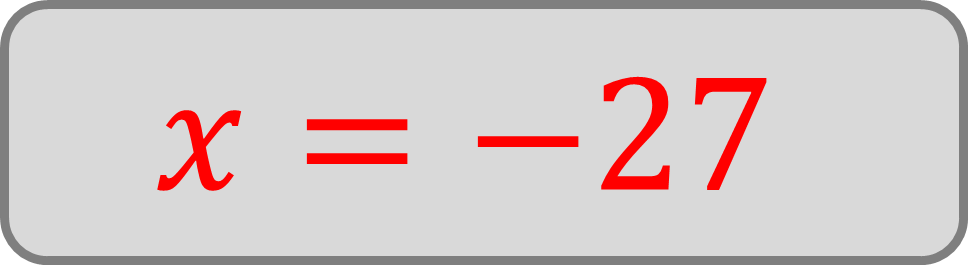 x = −27